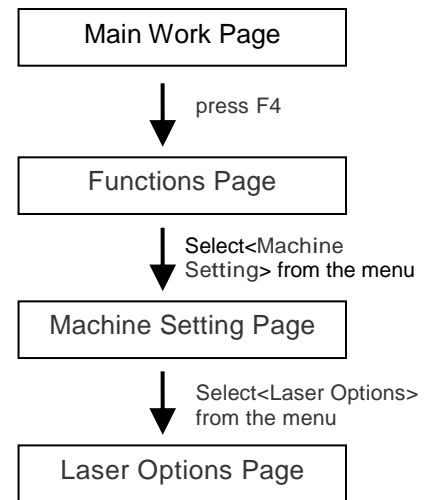 Main Work Page
press F4
Functions Page
Select<Machine
Setting> from the menu
Machine Setting Page
Select<Laser Options>
from the menu
Laser Options Page